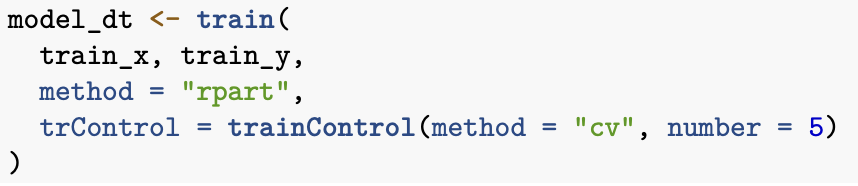 model_dt <- train(
  train_x, train_y,
  method = "rpart",
  trControl = trainControl(method = "cv", number = 5)
)